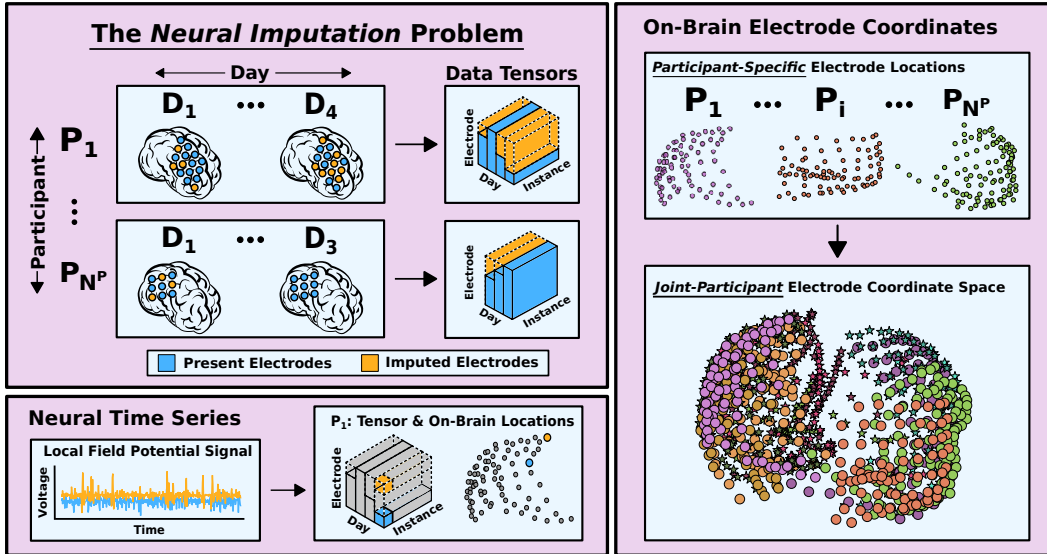 The Neural Imputation Problem
Day
Data Tensors
Participant
P1
D1 ••• D4
Electrode
Day
Instance
•••
PNP
D1 ••• D3
Electrode
Day
Instance
Present Electrodes
Imputed Electrodes
Neural Time Series
Local Field Potential Signal
Voltage
Time
P1: Tensor & On-Brain Locations
Electrode
Day
Instance
On-Brain Electrode Coordinates
Participant-Specific Electrode Locations
P1 ••• Pi ••• PNP
Joint-Participant Electrode Coordinate Space